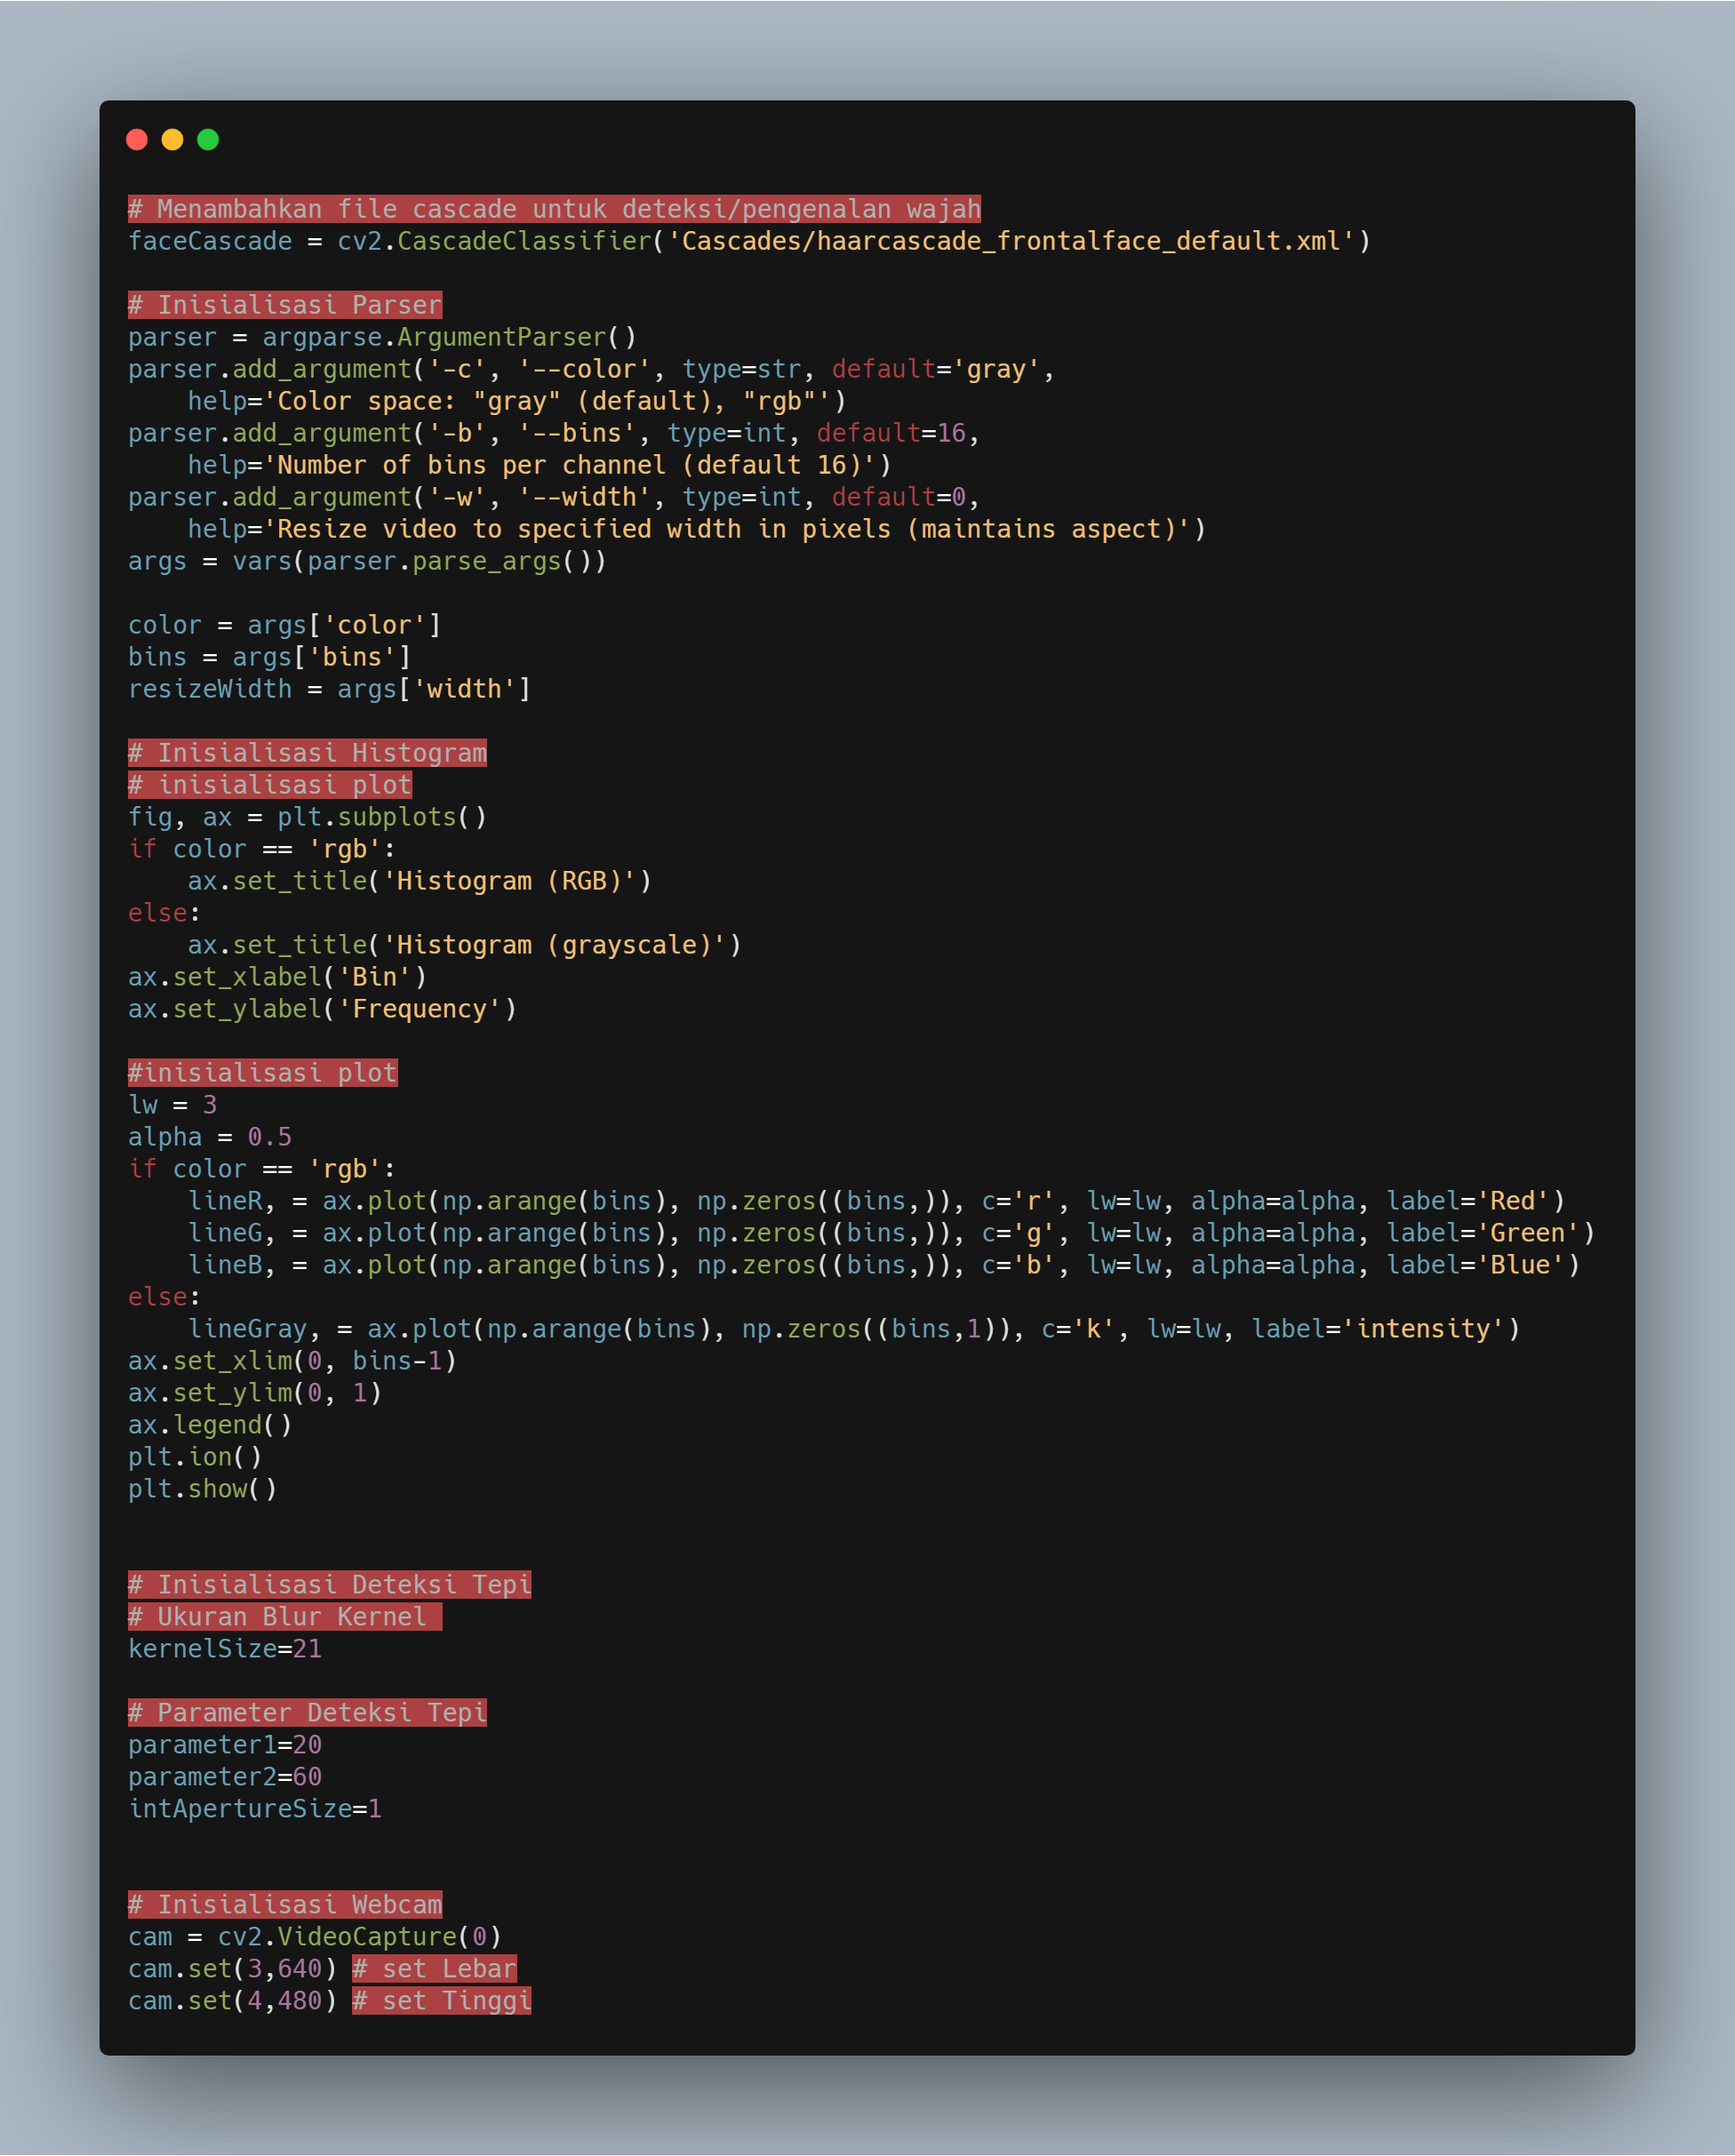 # Menambahkan file cascade untuk deteksi/pengenalan wajah
faceCascade = cv2.CascadeClassifier('Cascades/haarcascade_frontalface_default.xml')

# Inisialisasi Parser
parser = argparse.ArgumentParser()
parser.add_argument('-c', '--color', type=str, default='gray',
    help='Color space: "gray" (default), "rgb"')
parser.add_argument('-b', '--bins', type=int, default=16,
    help='Number of bins per channel (default 16)')
parser.add_argument('-w', '--width', type=int, default=0,
    help='Resize video to specified width in pixels (maintains aspect)')
args = vars(parser.parse_args())

color = args['color']
bins = args['bins']
resizeWidth = args['width']

# Inisialisasi Histogram
# inisialisasi plot
fig, ax = plt.subplots()
if color == 'rgb':
    ax.set_title('Histogram (RGB)')
else:
    ax.set_title('Histogram (grayscale)')
ax.set_xlabel('Bin')
ax.set_ylabel('Frequency')

#inisialisasi plot
lw = 3
alpha = 0.5
if color == 'rgb':
    lineR, = ax.plot(np.arange(bins), np.zeros((bins,)), c='r', lw=lw, alpha=alpha, label='Red')
    lineG, = ax.plot(np.arange(bins), np.zeros((bins,)), c='g', lw=lw, alpha=alpha, label='Green')
    lineB, = ax.plot(np.arange(bins), np.zeros((bins,)), c='b', lw=lw, alpha=alpha, label='Blue')
else:
    lineGray, = ax.plot(np.arange(bins), np.zeros((bins,1)), c='k', lw=lw, label='intensity')
ax.set_xlim(0, bins-1)
ax.set_ylim(0, 1)
ax.legend()
plt.ion()
plt.show()

# Inisialisasi Deteksi Tepi
# Ukuran Blur Kernel
kernelSize=21

# Parameter Deteksi Tepi
parameter1=20
parameter2=60
intApertureSize=1

# Inisialisasi Webcam
cam = cv2.VideoCapture(0)
cam.set(3,640) # set Lebar
cam.set(4,480) # set Tinggi